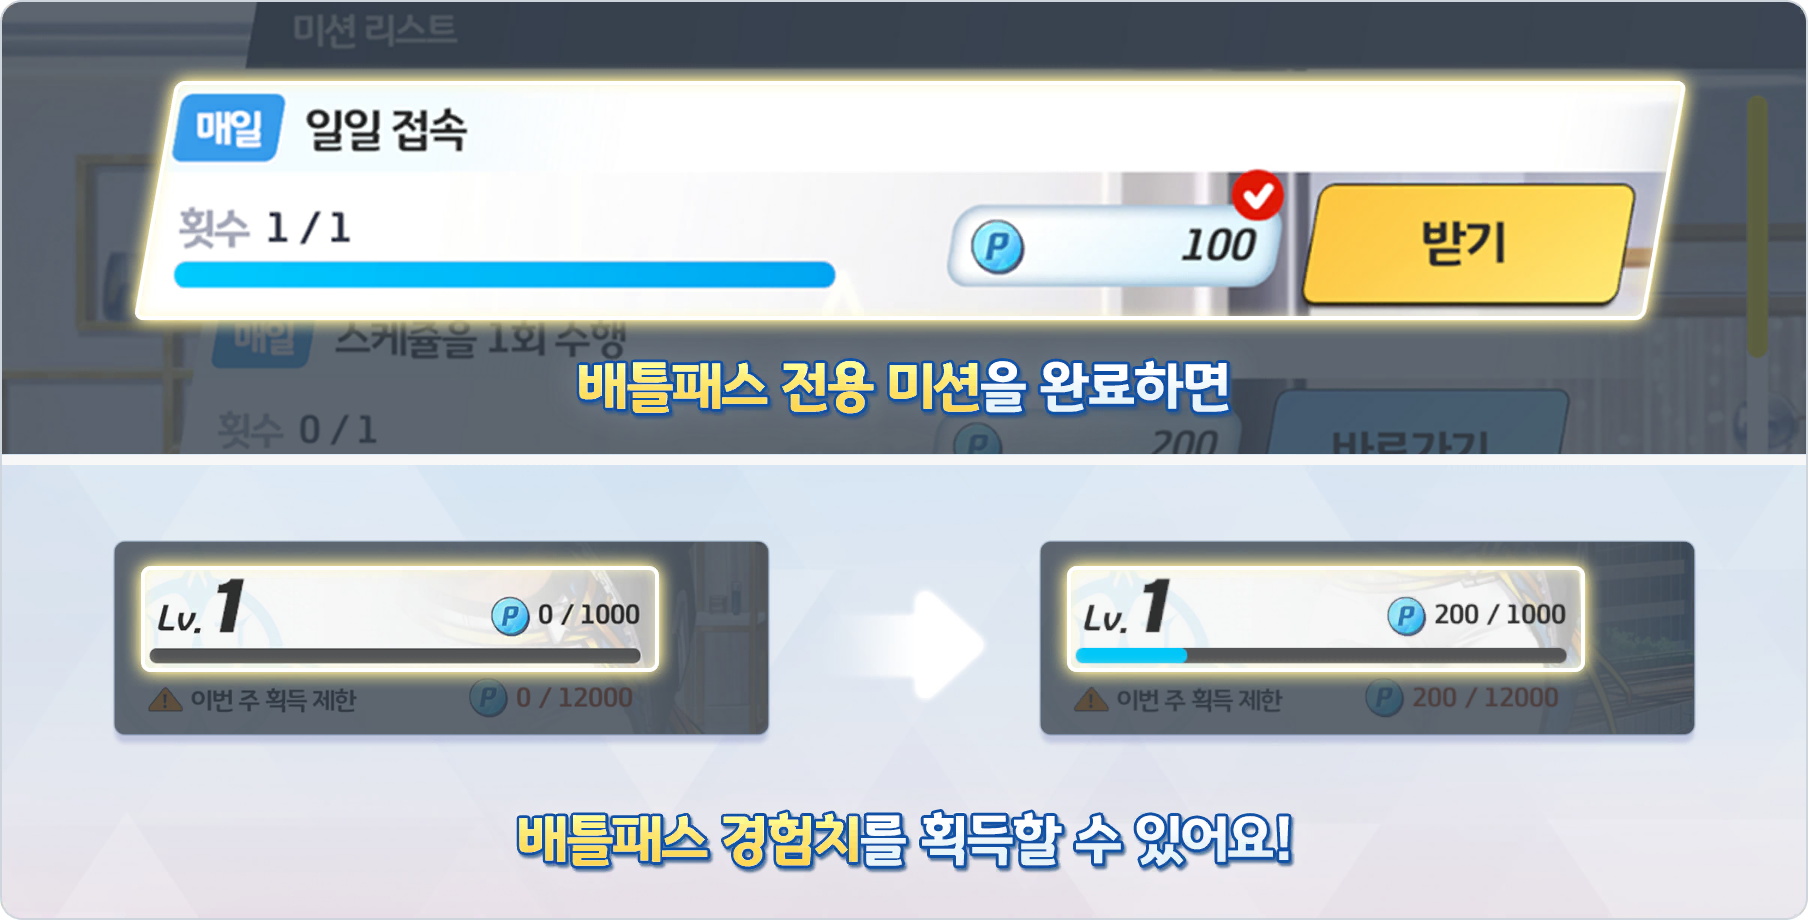 미션 리스트
매일 일일 접속
횟수 1 / 1
P 100 받기
매일 스케줄을 1회 수행
배틀패스 전용 미션을 완료하면
횟수 0 / 1
P 200 바로가기
Lv. 1 P 0 / 1000
이번 주 획득 제한 P 0 / 12000
Lv. 1 P 200 / 1000
이번 주 획득 제한 P 200 / 12000
배틀패스 경험치를 획득할 수 있어요!